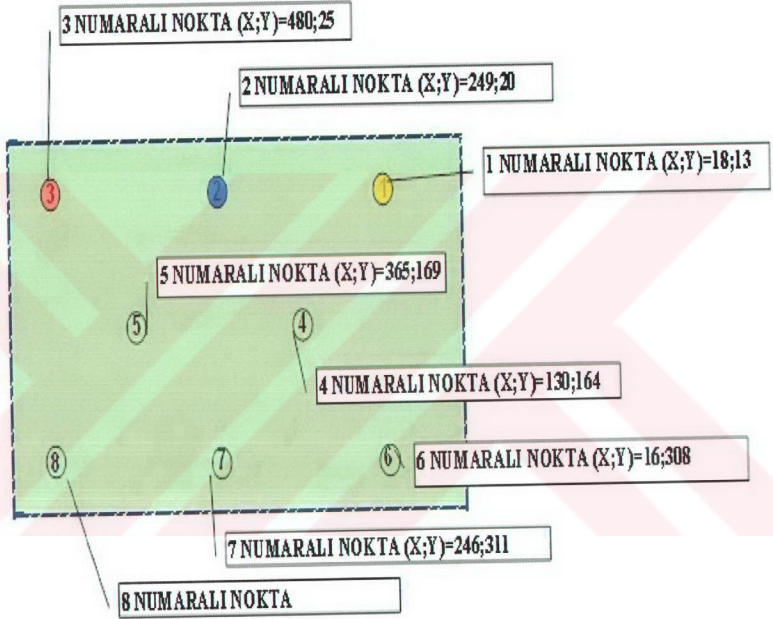 3 NUMARALI NOKTA (X;Y)=480;25
2 NUMARALI NOKTA (X;Y)=249;20
1 NUMARALI NOKTA (X;Y)=18;13
3
2
1
5 NUMARALI NOKTA (X;Y)=365;169
5
4
4 NUMARALI NOKTA (X;Y)=130;164
8
7
6
6 NUMARALI NOKTA (X;Y)=16;308
7 NUMARALI NOKTA (X;Y)=246;311
8 NUMARALI NOKTA